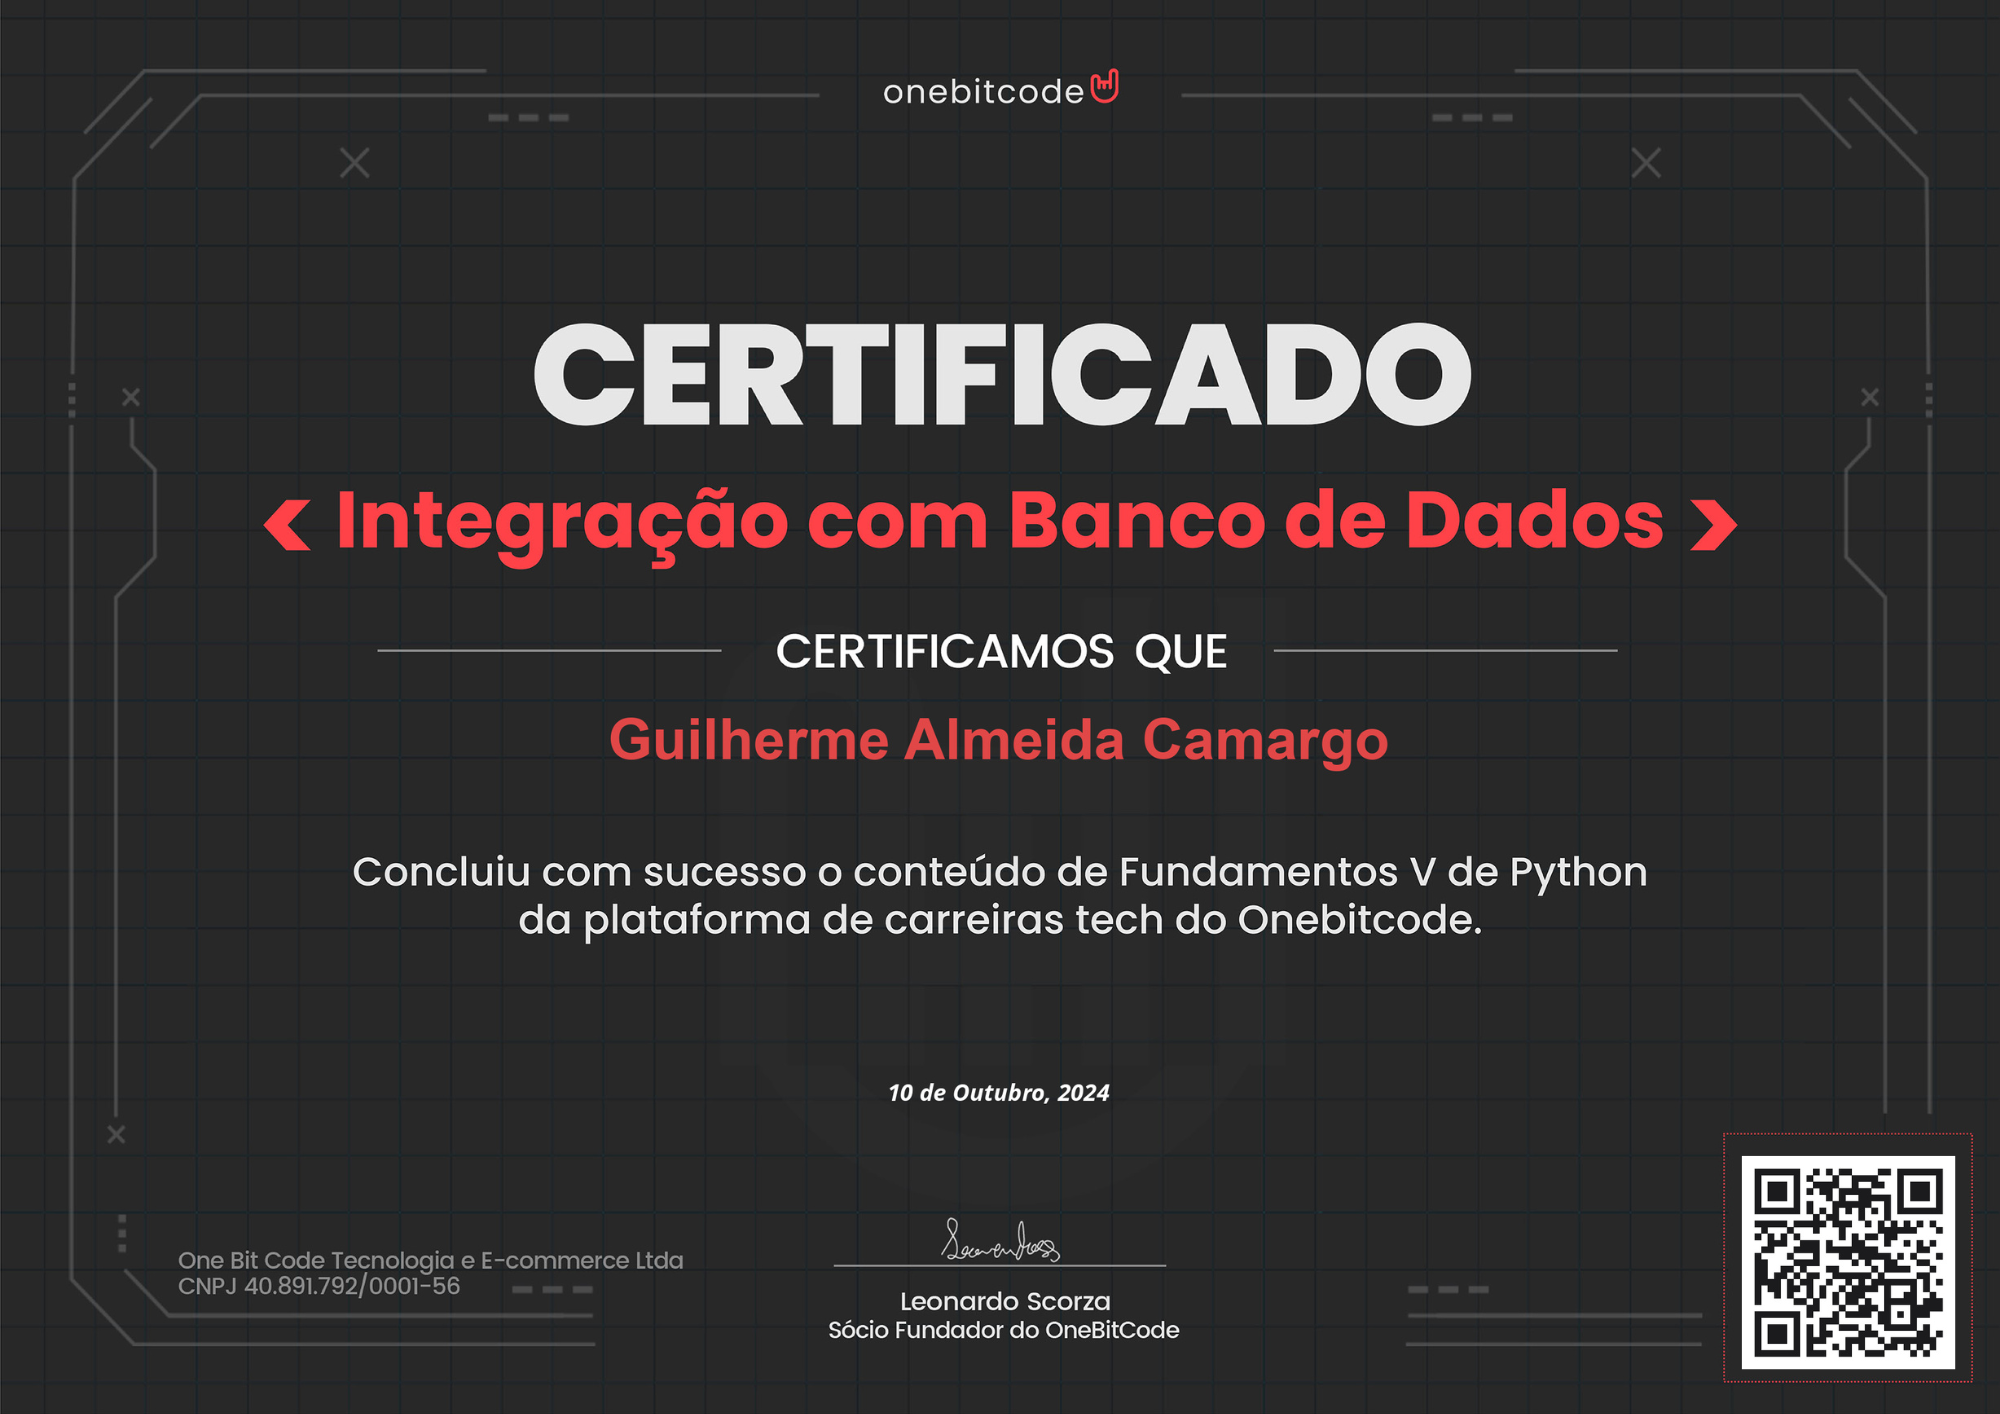 onebitcode
CERTIFICADO
Integração com Banco de Dados
CERTIFICAMOS QUE
Guilherme Almeida Camargo
Concluiu com sucesso o conteúdo de Fundamentos V de Python
da plataforma de carreiras tech do Onebitcode.
10 de Outubro, 2024
One Bit Code Tecnologia e E-commerce Ltda
CNPJ 40.891.792/0001-56
Leonardo Scorza
Sócio Fundador do OneBitCode